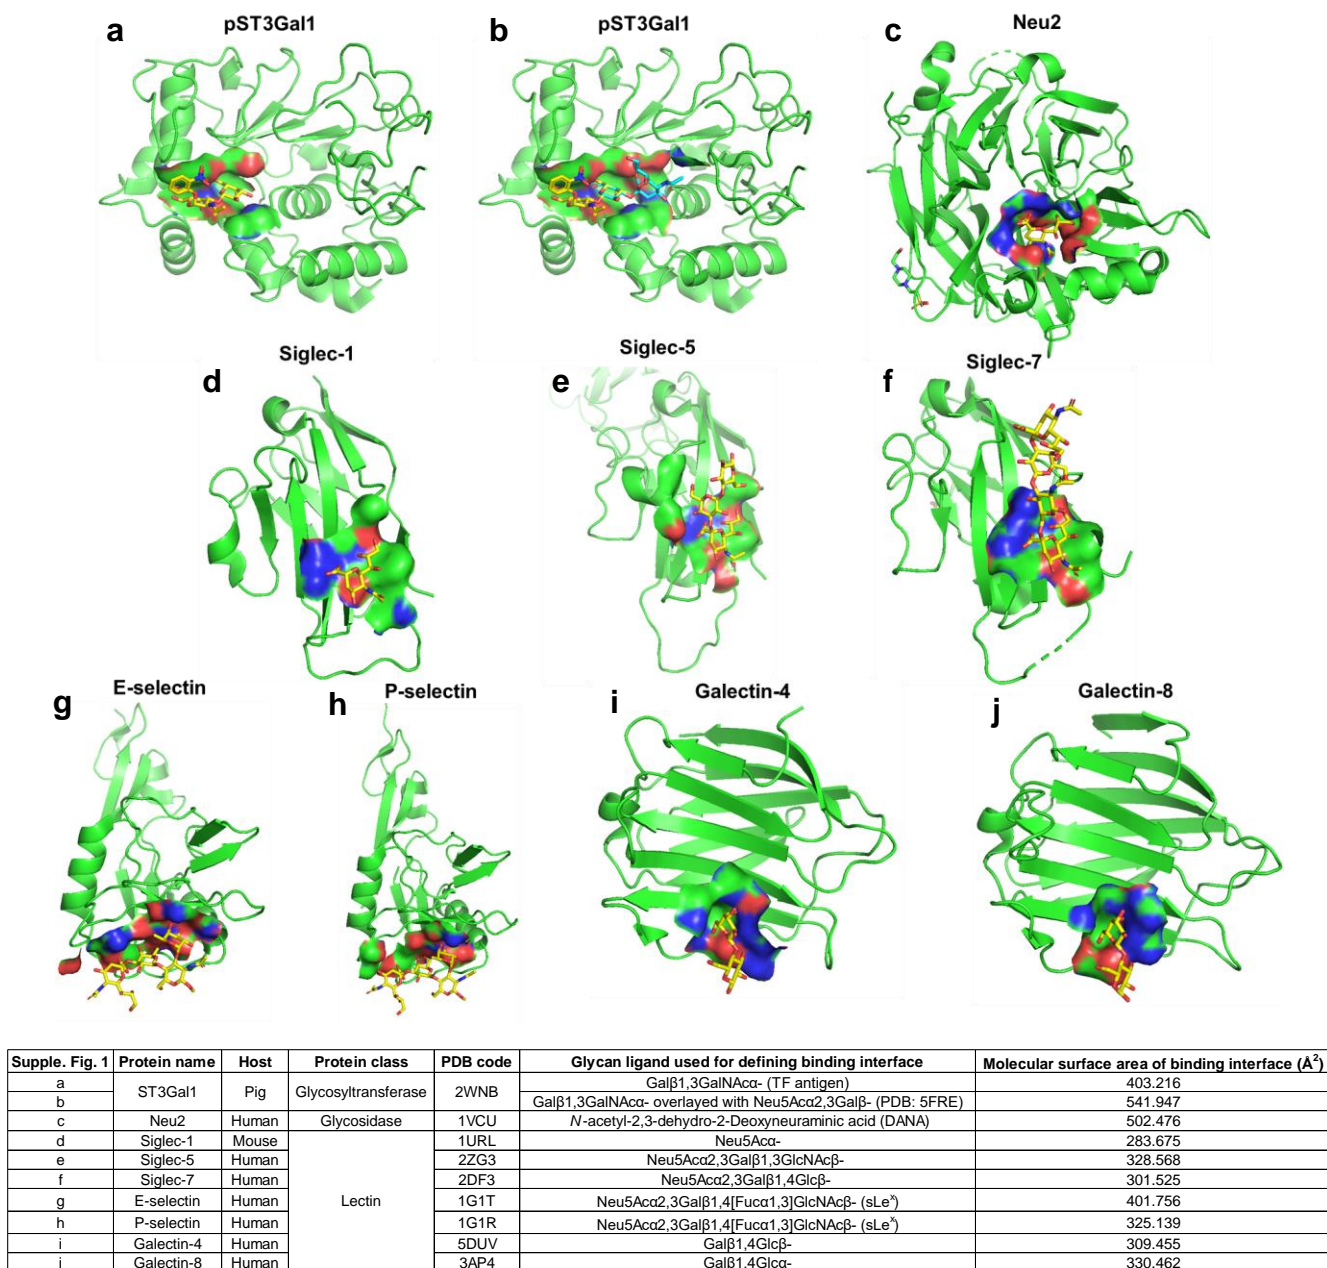 a pST3Gal1 b pST3Gal1 c Neu2
d Siglec-1 e Siglec-5 f Siglec-7
g E-selectin h P-selectin i Galectin-4 j Galectin-8
Supple. Fig. 1 Protein name Host Protein class PDB code Glycan ligand used for defining binding interface Molecular surface area of binding interface (Å²)
a ST3Gal1 Pig Glycosyltransferase 2WNB Galβ1,3GalNAcα- (TF antigen) 403.216
b Galβ1,3GalNAcα- overlayed with Neu5Acα2,3Galβ- (PDB: 5FRE) 541.947
c Neu2 Human Glycosidase 1VCU N-acetyl-2,3-dehydro-2-Deoxyneuraminic acid (DANA) 502.476
d Siglec-1 Mouse Lectin 1URL Neu5Acα- 283.675
e Siglec-5 Human 2ZG3 Neu5Acα2,3Galβ1,3GlcNAcβ- 328.568
f Siglec-7 Human 2DF3 Neu5Acα2,3Galβ1,4Glcβ- 301.525
g E-selectin Human 1G1T Neu5Acα2,3Galβ1,4[Fucα1,3]GlcNAcβ- (sLeˣ) 401.756
h P-selectin Human 1G1R Neu5Acα2,3Galβ1,4[Fucα1,3]GlcNAcβ- (sLeˣ) 325.139
i Galectin-4 Human 5DUV Galβ1,4Glcβ- 309.455
j Galectin-8 Human 3AP4 Galβ1,4Glcα- 330.462